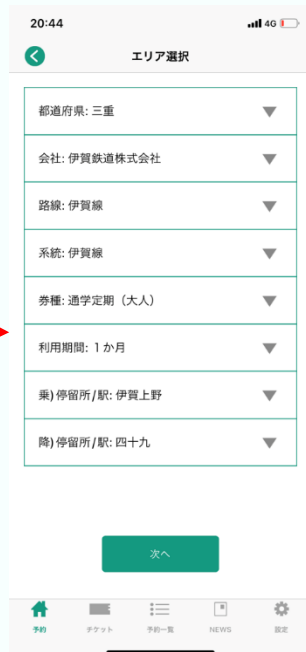 20:44
4G
エリア選択
都道府県: 三重
会社: 伊賀鉄道株式会社
路線: 伊賀線
系統: 伊賀線
券種: 通学定期（大人）
利用期間: 1か月
乗) 停留所/駅: 伊賀上野
降) 停留所/駅: 四十九
次へ
予約 チケット 予約一覧 NEWS 設定